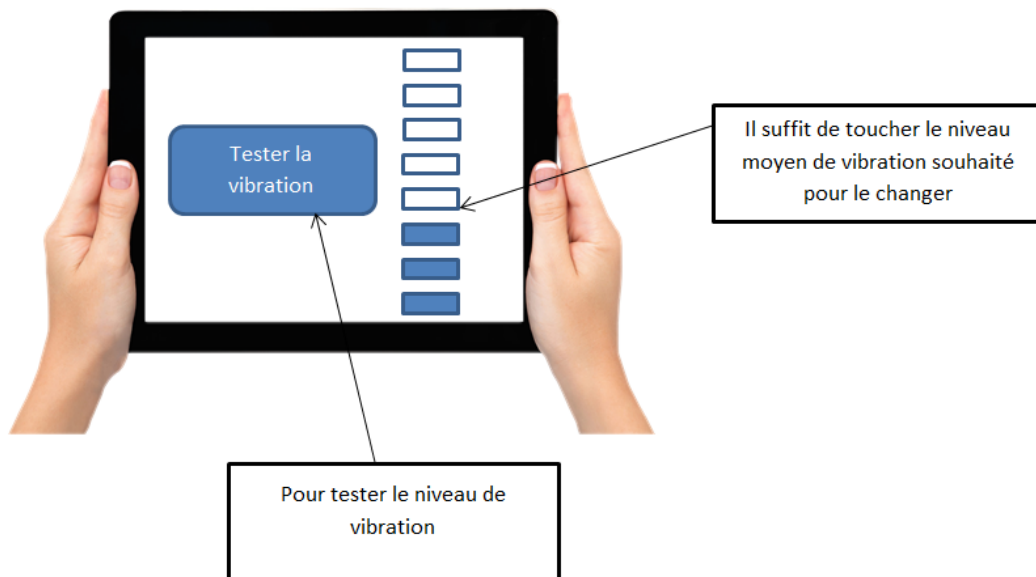 Tester la
vibration
Il suffit de toucher le niveau
moyen de vibration souhaité
pour le changer
Pour tester le niveau de
vibration